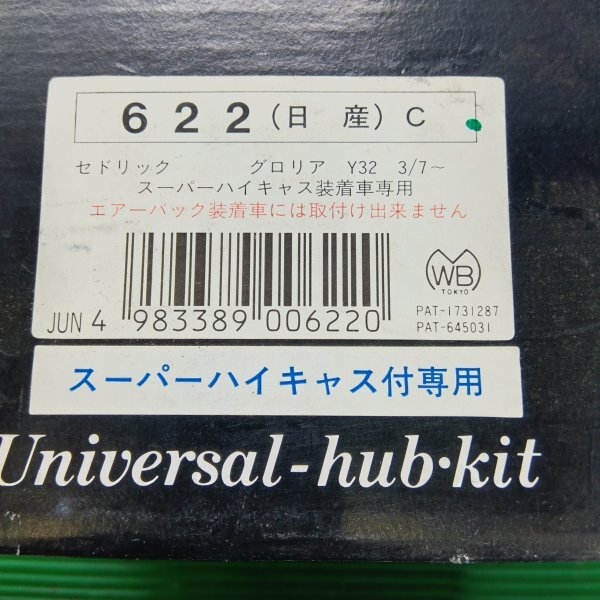 622(日 産)C
セドリック グロリア Y32 3/7～
スーパーハイキャス装着車専用
エアーバック装着車には取付け出来ません
WB
TOKYO
JUN 4 983389 006220
PAT-1731287
PAT-645031
スーパーハイキャス付専用
Universal-hub・kit